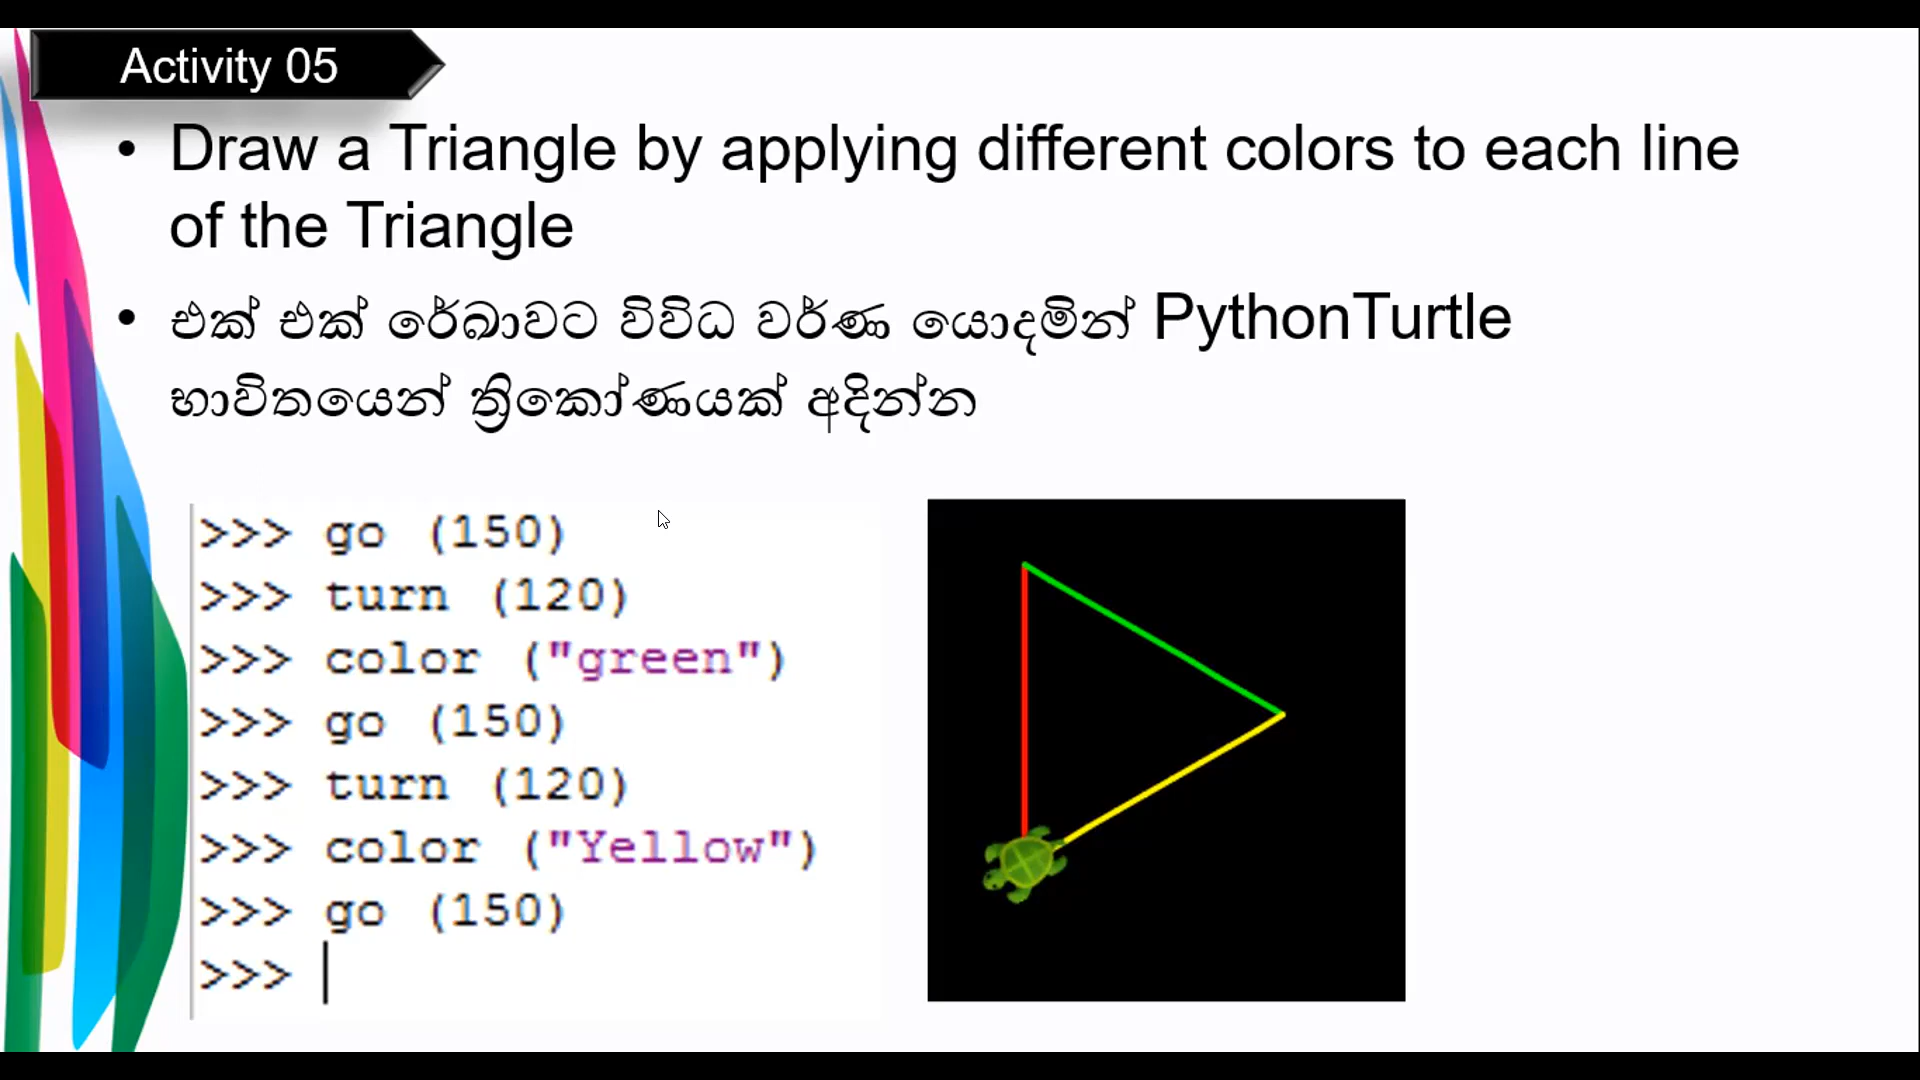 Activity 05
• Draw a Triangle by applying different colors to each line
of the Triangle
• එක් එක් රේඛාවට විවිධ වර්ණ යොදමින් PythonTurtle
භාවිතයෙන් ත්‍රිකෝණයක් අදින්න
>>> go (150)
>>> turn (120)
>>> color ("green")
>>> go (150)
>>> turn (120)
>>> color ("Yellow")
>>> go (150)
>>>